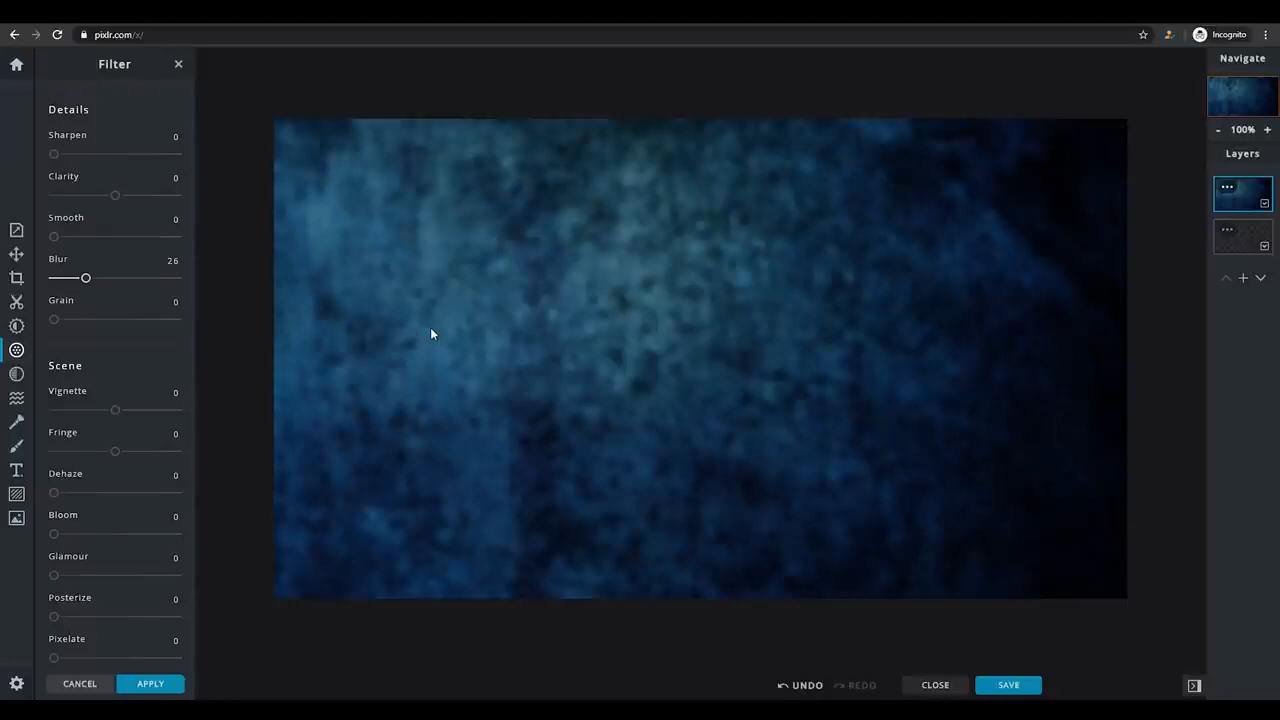 pixlr.com/x/
Incognito
Filter
Navigate
Details
Sharpen 0
Clarity 0
Smooth 0
Blur 26
Grain 0
Scene
Vignette 0
Fringe 0
Dehaze 0
Bloom 0
Glamour 0
Posterize 0
Pixelate 0
CANCEL
APPLY
- 100% +
Layers
UNDO
REDO
CLOSE
SAVE